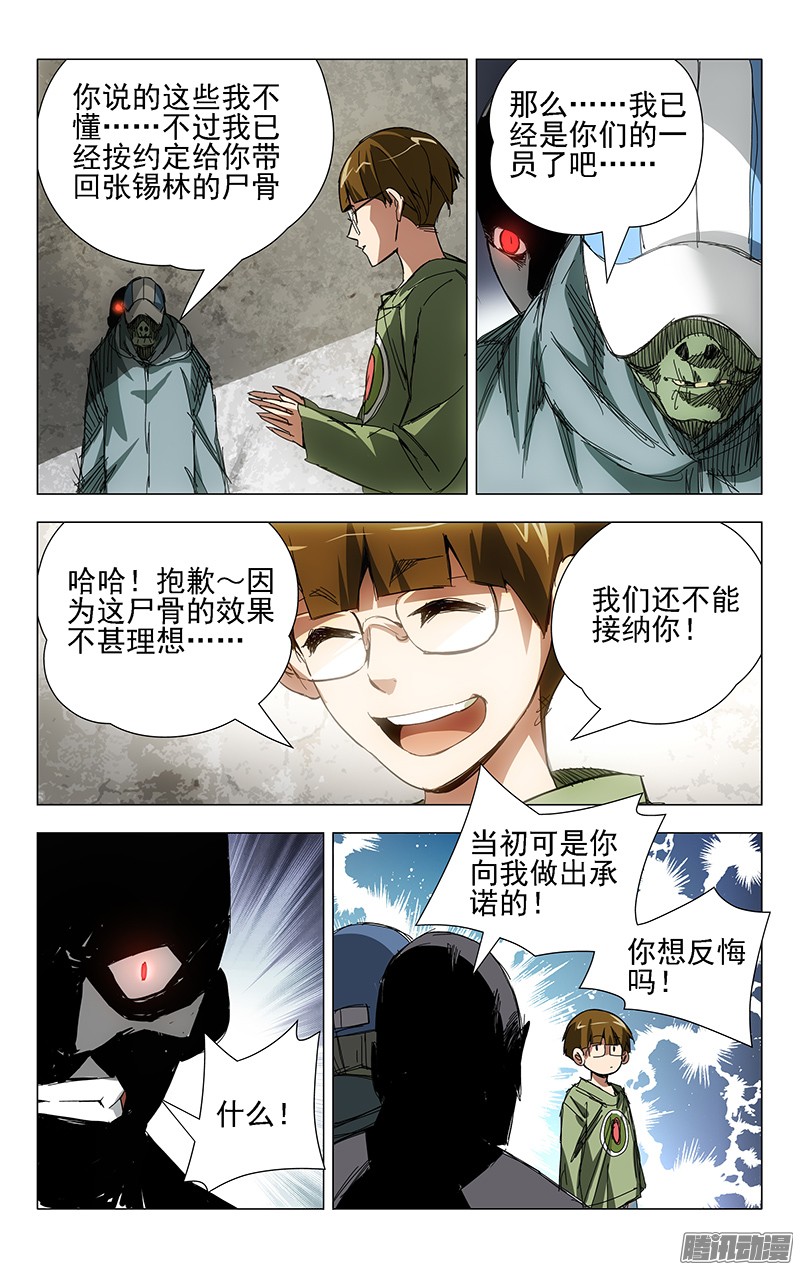 你说的这些我不
懂……不过我已
经按约定给你带
回张锡林的尸骨
那么……我已
经是你们的一
员了吧……
哈哈！抱歉～因
为这尸骨的效果
不甚理想……
我们还不能
接纳你！
什么！
当初可是你
向我做出承
诺的！
你想反悔
吗！
腾讯动漫